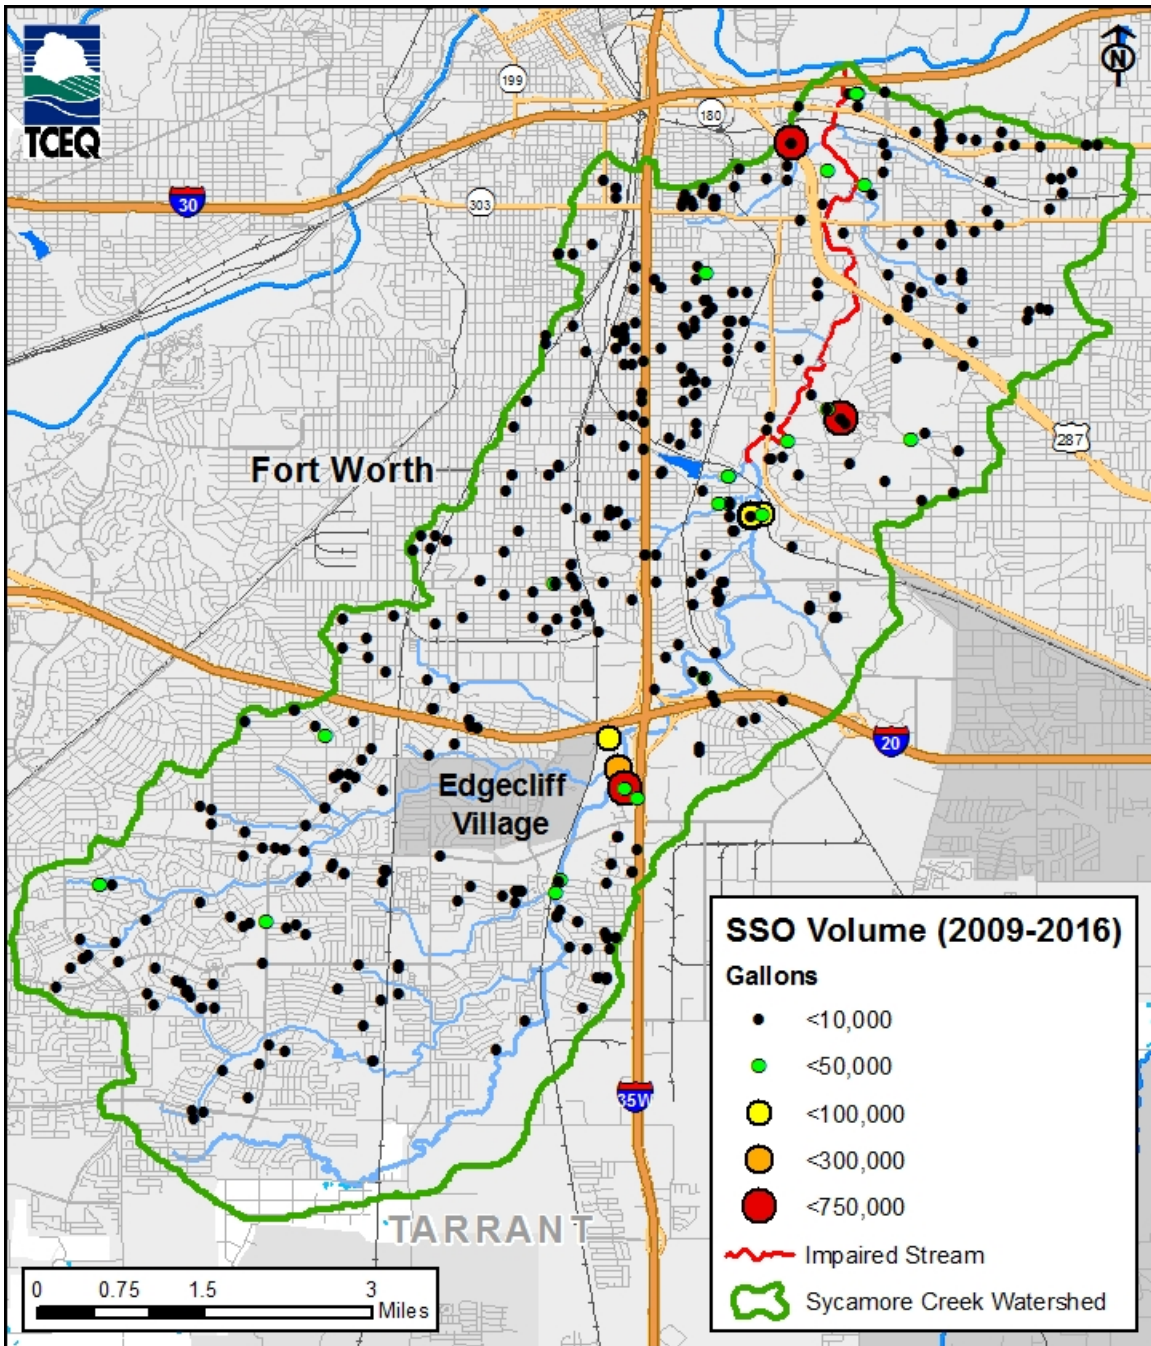 TCEQ
N
199
180
30
303
Fort Worth
287
20
Edgecliff
Village
35W
TARRANT
SSO Volume (2009-2016)
Gallons
<10,000
<50,000
<100,000
<300,000
<750,000
Impaired Stream
Sycamore Creek Watershed
0 0.75 1.5 3
Miles